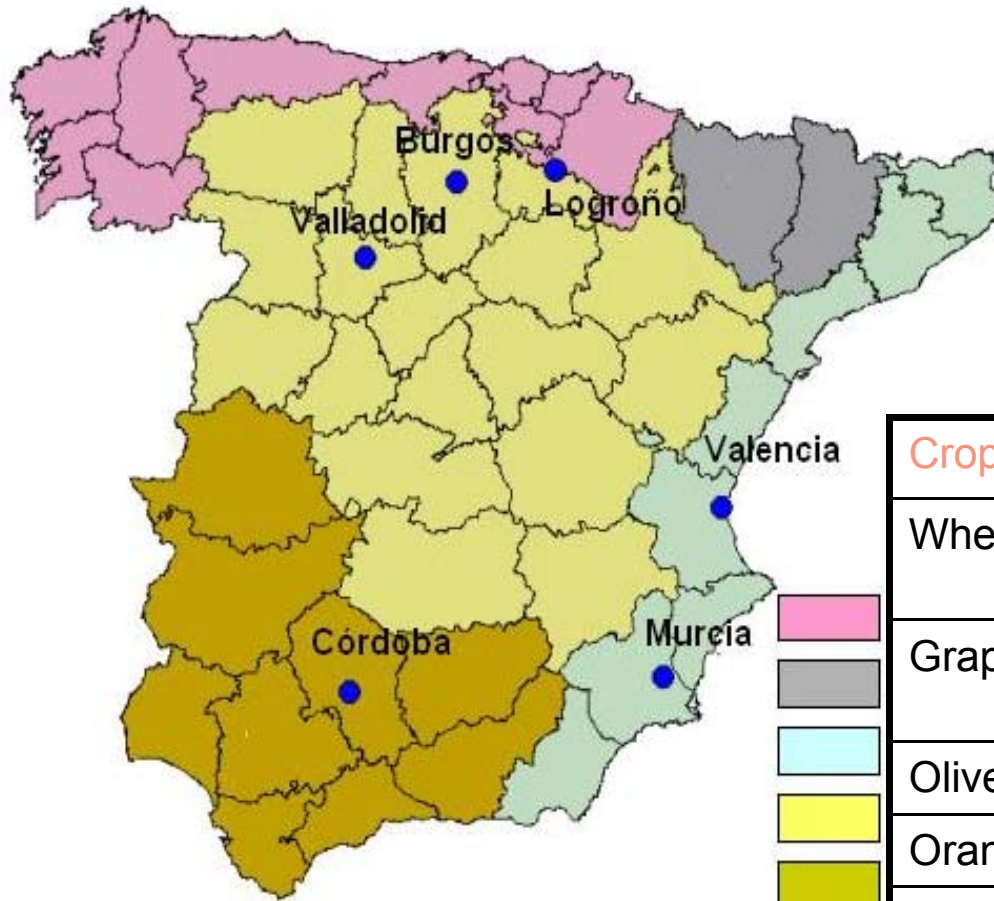 Burgos
Logroño
Valladolid
Valencia
Córdoba
Murcia
Crop
Whe
Grap
Olive
Oran